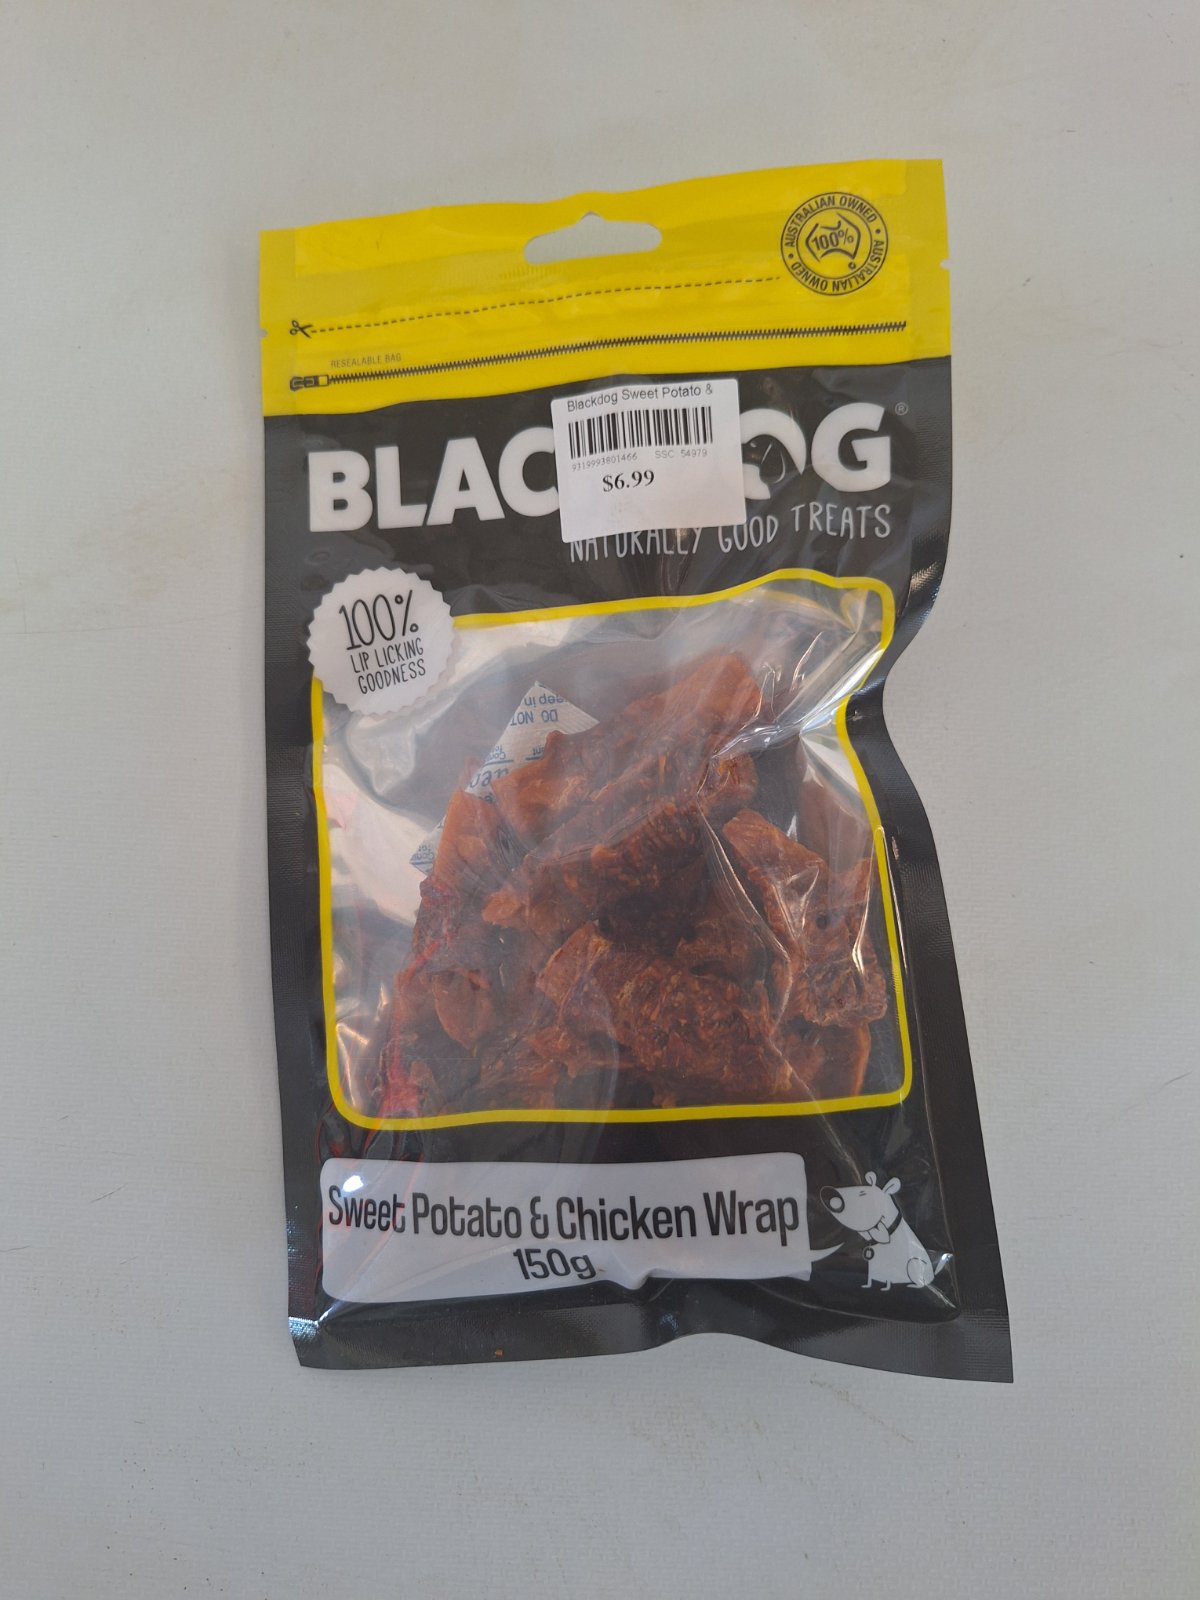 AUSTRALIAN OWNED • AUSTRALIAN OWNED •
100%
RESEALABLE BAG
Blackdog Sweet Potato &
9319993801466 SSC 54979
$6.99
BLAC OG®
NATURALLY GOOD TREATS
100%
LIP LICKING
GOODNESS
DO NOT
Sweet Potato & Chicken Wrap
150g